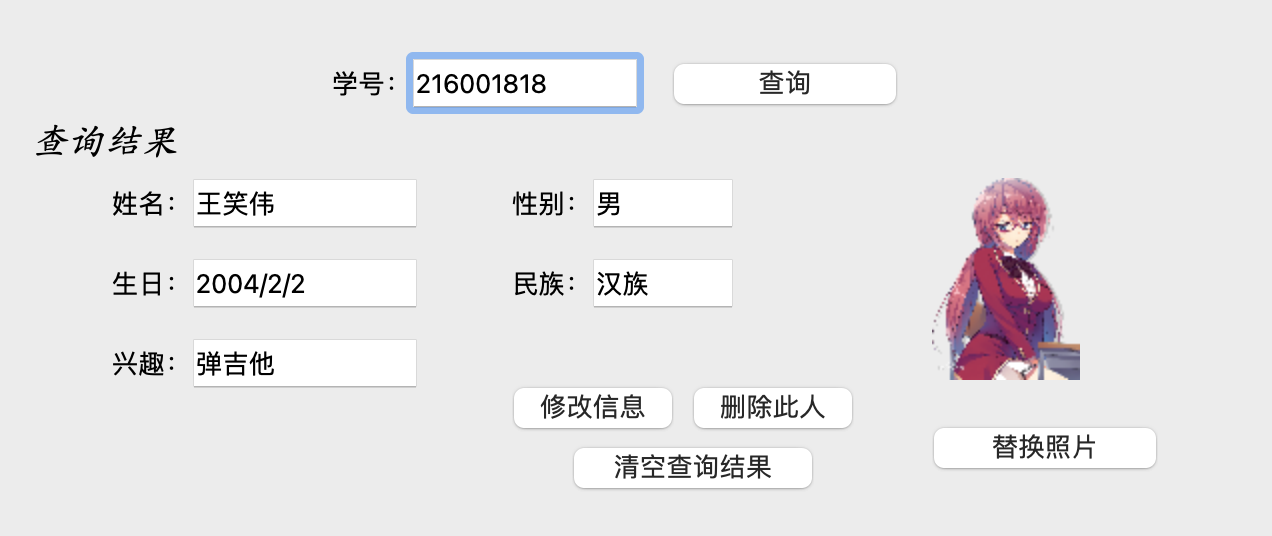 学号： 216001818 查询
查询结果
姓名： 王笑伟 性别： 男
生日： 2004/2/2 民族： 汉族
兴趣： 弹吉他
修改信息 删除此人
替换照片
清空查询结果